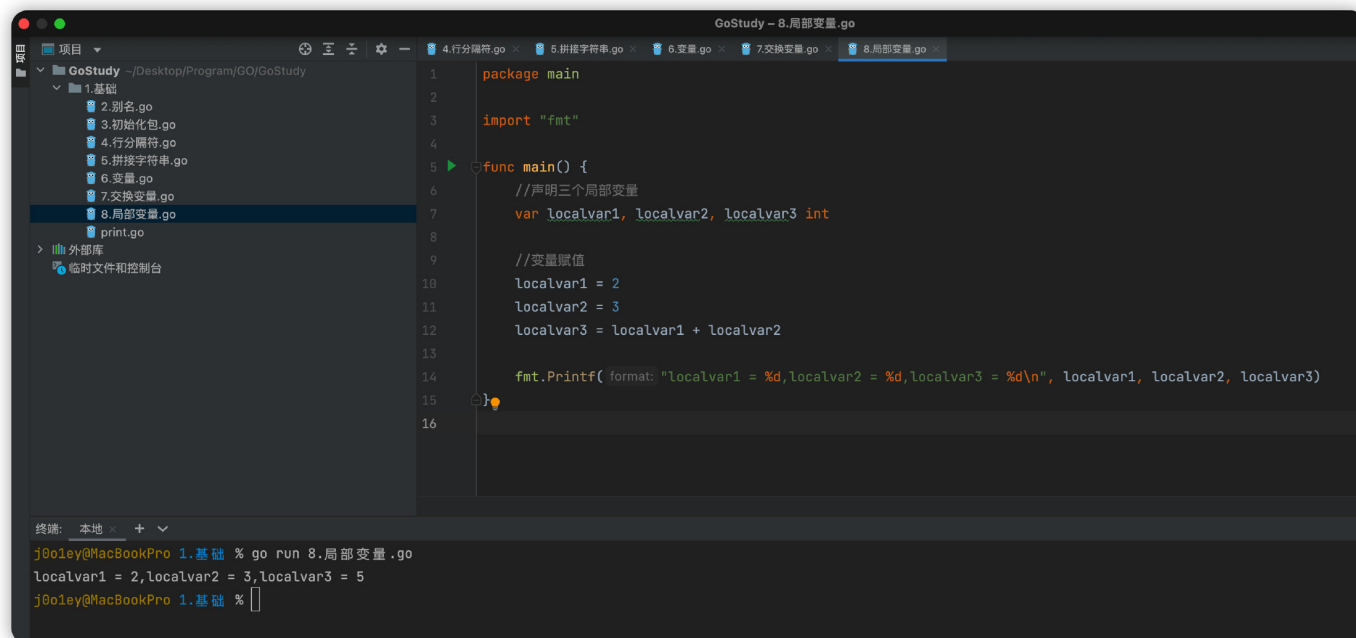 GoStudy – 8.局部变量.go
项目
项目
4.行分隔符.go
5.拼接字符串.go
6.变量.go
7.交换变量.go
8.局部变量.go
GoStudy ~/Desktop/Program/GO/GoStudy
1.基础
2.别名.go
3.初始化包.go
4.行分隔符.go
5.拼接字符串.go
6.变量.go
7.交换变量.go
8.局部变量.go
print.go
外部库
临时文件和控制台
1 package main
2
3 import "fmt"
4
5 func main() {
6 //声明三个局部变量
7 var localvar1, localvar2, localvar3 int
8
9 //变量赋值
10 localvar1 = 2
11 localvar2 = 3
12 localvar3 = localvar1 + localvar2
13
14 fmt.Printf( format: "localvar1 = %d,localvar2 = %d,localvar3 = %d\n", localvar1, localvar2, localvar3)
15 }
16
终端: 本地
j0o1ey@MacBookPro 1.基础 % go run 8.局部变量.go
localvar1 = 2,localvar2 = 3,localvar3 = 5
j0o1ey@MacBookPro 1.基础 %